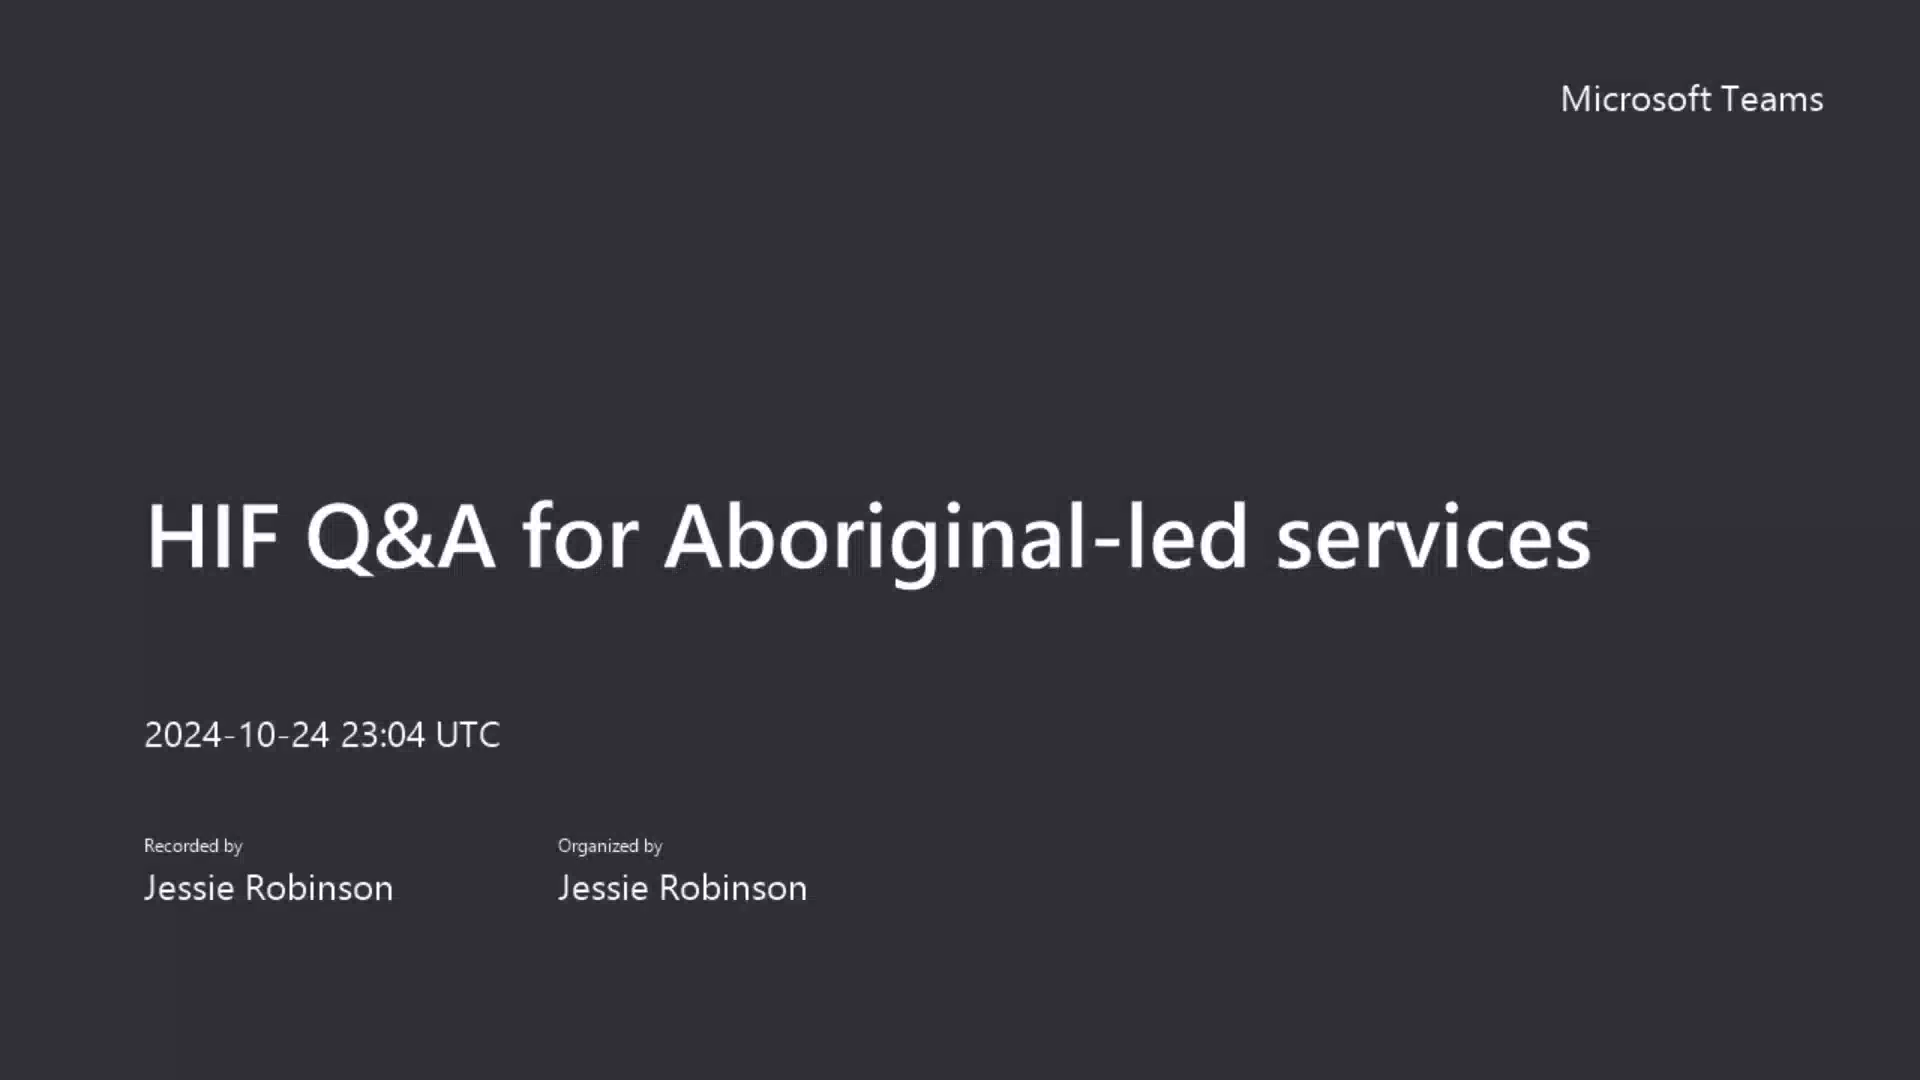 Microsoft Teams
HIF Q&A for Aboriginal-led services
2024-10-24 23:04 UTC
Recorded by
Jessie Robinson
Organized by
Jessie Robinson